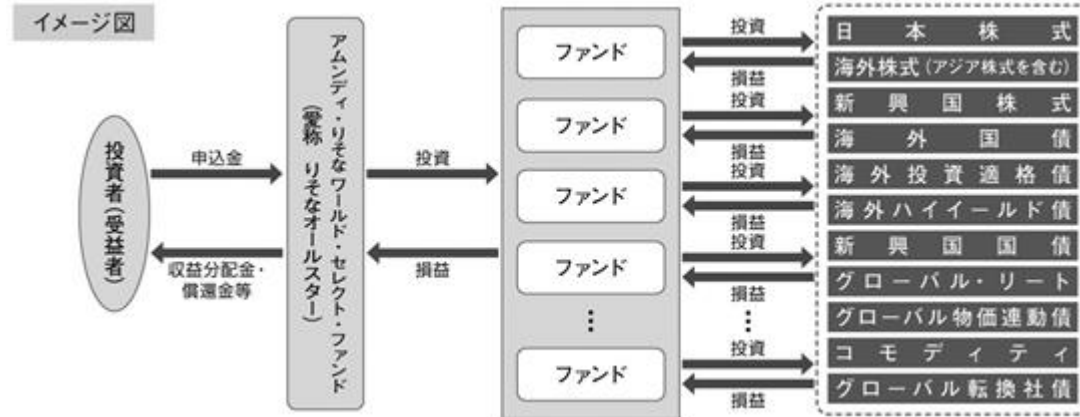 イメージ図
投資者(受益者)
申込金
収益分配金・
償還金等
アムンディ・りそなワールド・セレクト・ファンド
(愛称 りそなオールスター)
投資
損益
ファンド
ファンド
ファンド
ファンド
⋮
ファンド
投資
損益
投資
損益
投資
損益
投資
損益
⋮
投資
損益
日本株式
海外株式(アジア株式を含む)
新興国株式
海外国債
海外投資適格債
海外ハイイールド債
新興国国債
グローバル・リート
グローバル物価連動債
コモディティ
グローバル転換社債